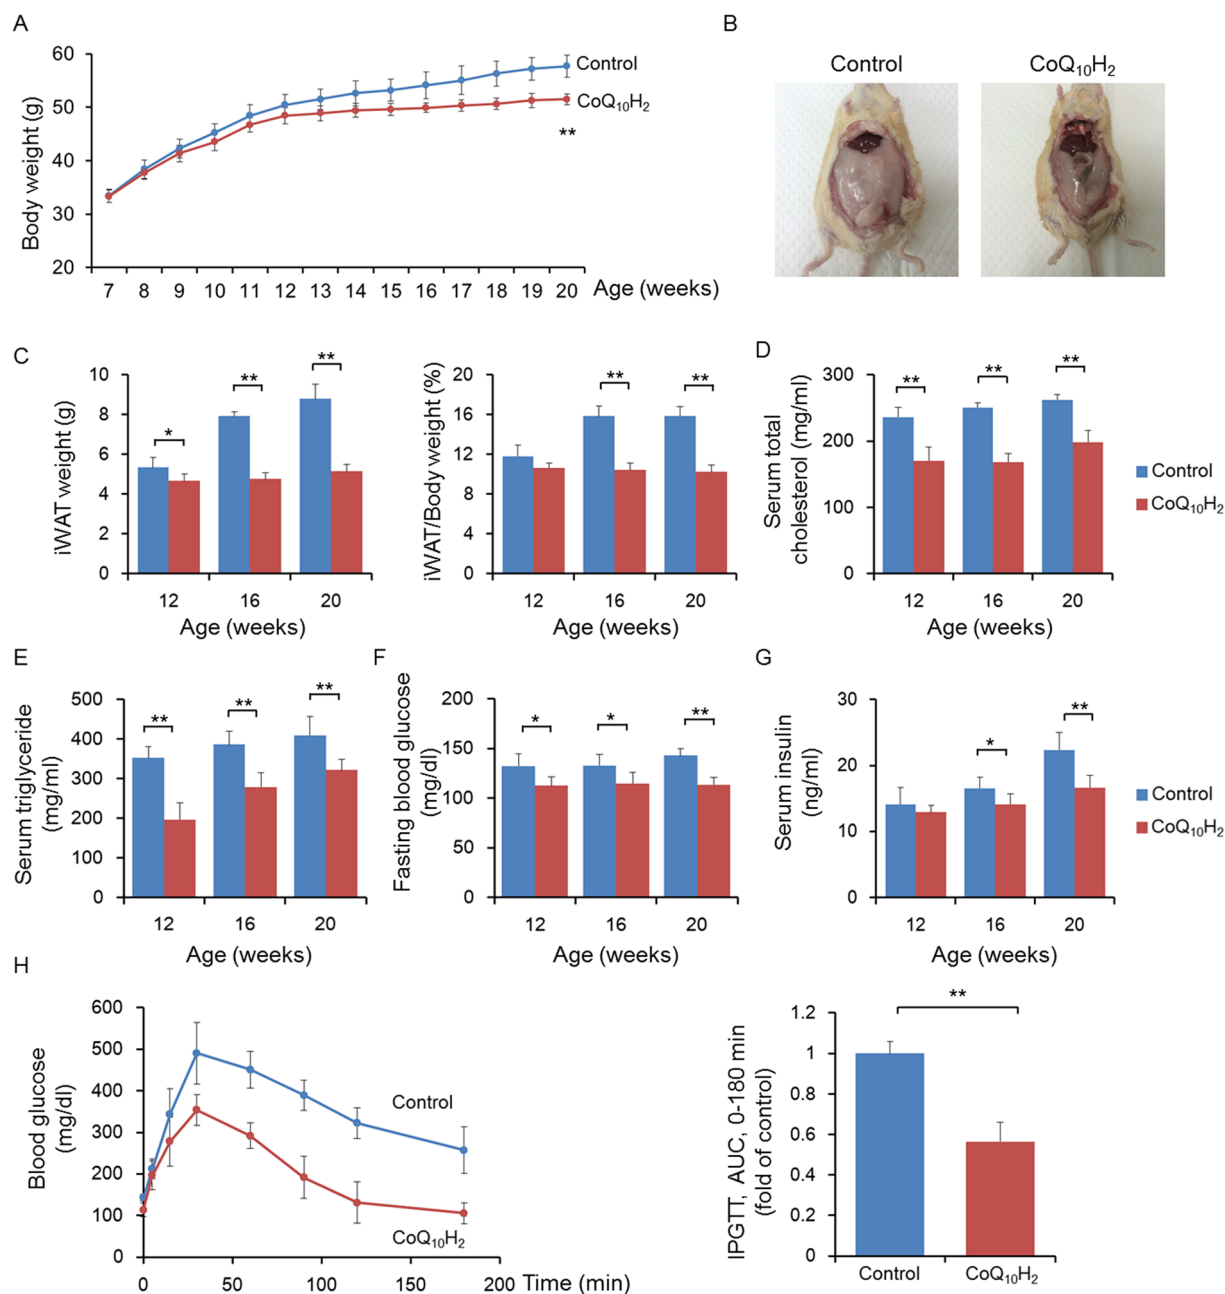 A
60
50
40
30
20
Body weight (g)
Control
CoQ₁₀H₂
**
7 8 9 10 11 12 13 14 15 16 17 18 19 20 Age (weeks)
B
Control CoQ₁₀H₂
C
10
8
6
4
2
0
iWAT weight (g)
* ** **
12 16 20
Age (weeks)
20
16
12
8
4
0
iWAT/Body weight (%)
** **
12 16 20
Age (weeks)
D
300
200
100
0
Serum total
cholesterol (mg/ml)
** ** **
12 16 20
Age (weeks)
Control
CoQ₁₀H₂
E
500
400
300
200
100
0
Serum triglyceride
(mg/ml)
** ** **
12 16 20
Age (weeks)
F
200
150
100
50
0
Fasting blood glucose
(mg/dl)
* * **
12 16 20
Age (weeks)
G
30
20
10
0
Serum insulin
(ng/ml)
* **
12 16 20
Age (weeks)
Control
CoQ₁₀H₂
H
600
500
400
300
200
100
0
Blood glucose
(mg/dl)
Control
CoQ₁₀H₂
0 50 100 150 200 Time (min)
1.2
1
0.8
0.6
0.4
0.2
0
IPGTT, AUC, 0-180 min
(fold of control)
**
Control CoQ₁₀H₂